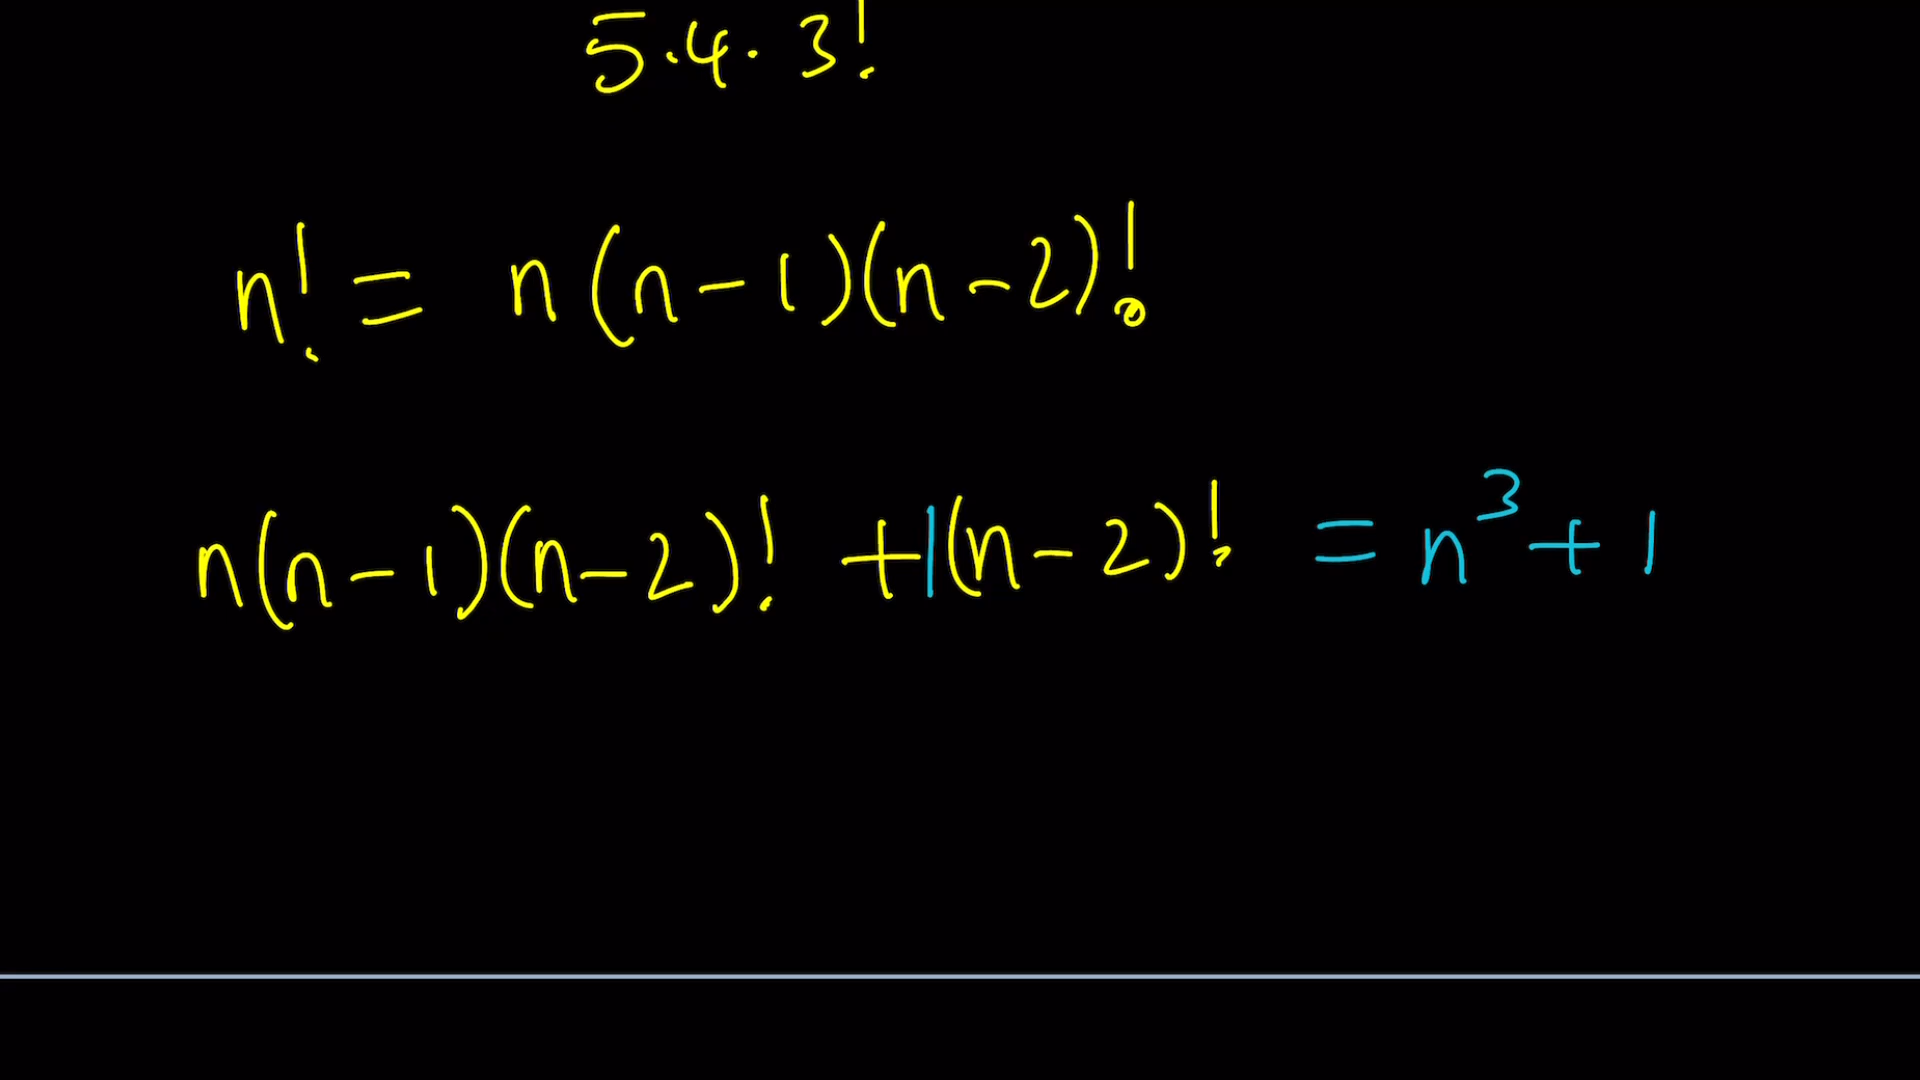 5·4·3!
n! = n(n-1)(n-2)!
n(n-1)(n-2)! + 1(n-2)! = n³ + 1